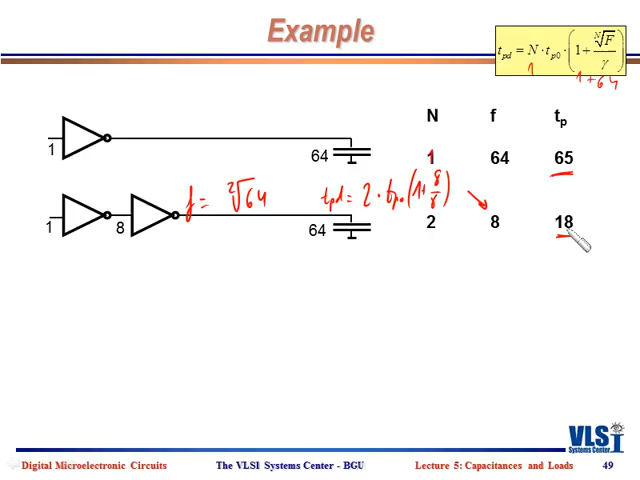 Example
t_pd = N · t_p0 · (1 + ᴺ√F / γ)
1
1+64
N f t_p
1 64 1 64 65
f = ²√64 t_pd = 2 · t_p0 (1 + 8/γ)
1 8 64 2 8 18
VLSI
Systems Center
Digital Microelectronic Circuits The VLSI Systems Center - BGU Lecture 5: Capacitances and Loads 49